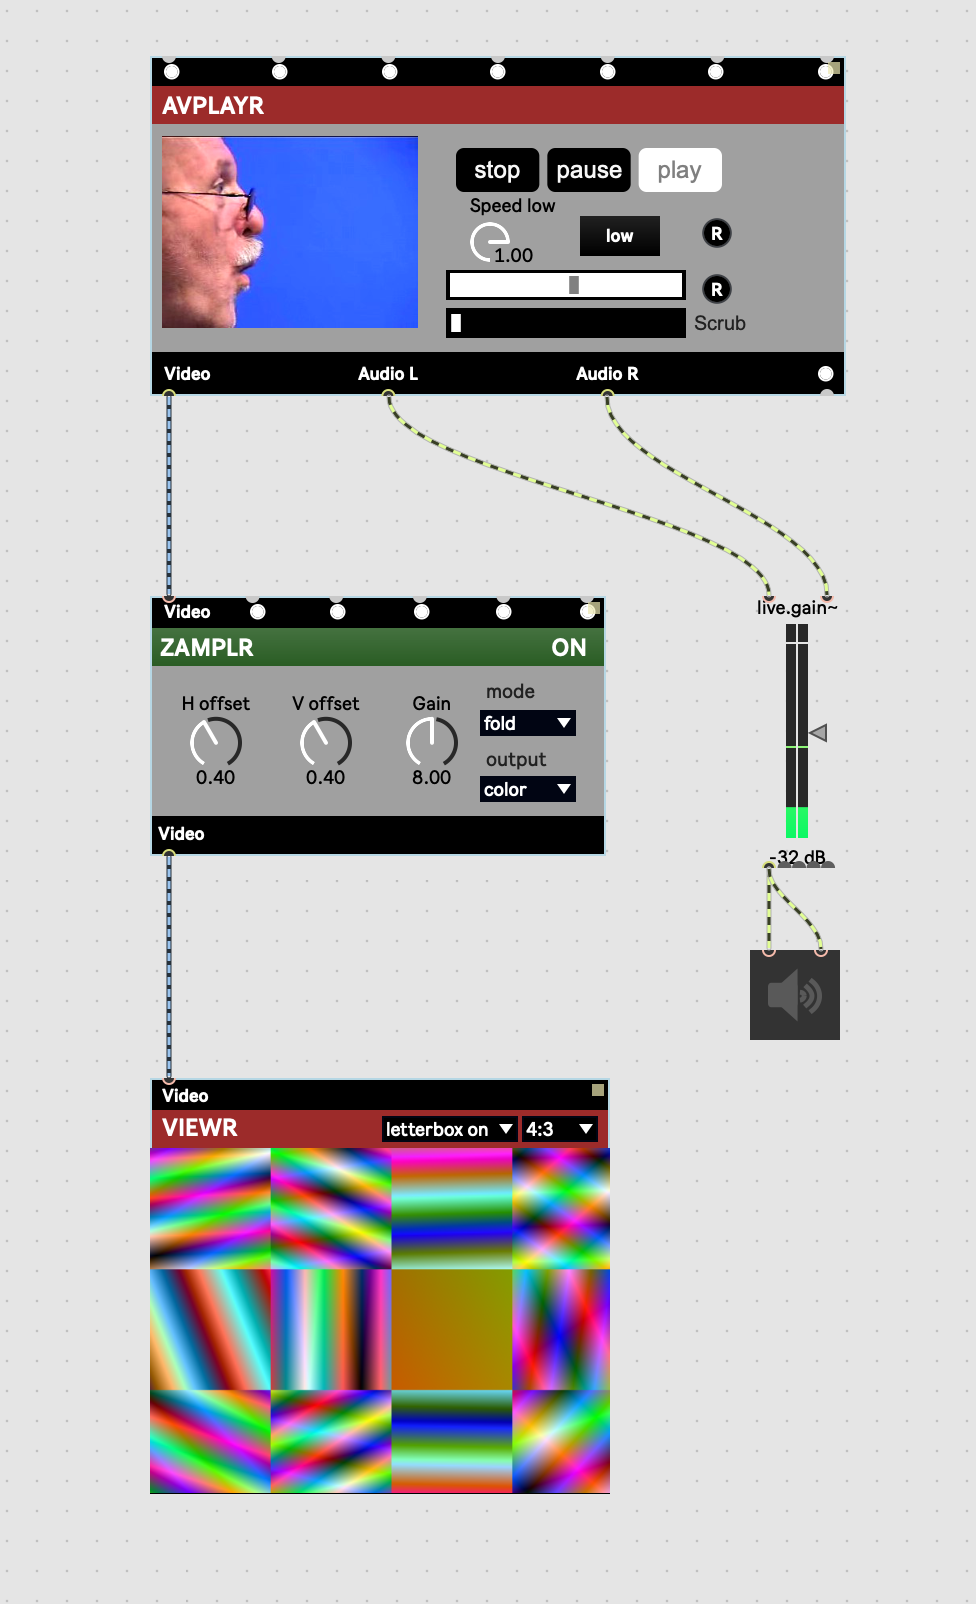 AVPLAYR
stop pause play
Speed low
1.00
low
R
R
Scrub
Video Audio L Audio R
Video
live.gain~
ZAMPLR ON
H offset V offset Gain
0.40 0.40 8.00
mode
fold
output
color
Video
-32 dB
Video
VIEWR letterbox on 4:3